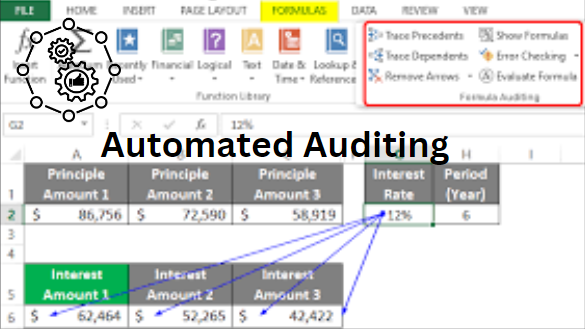 FILE HOME INSERT PAGE LAYOUT FORMULAS DATA REVIEW VIEW
Trace Precedents Show Formulas
Trace Dependents Error Checking
Remove Arrows Evaluate Formula
Function Financial Logical Text Date & Time Lookup & Reference
Function Library Formula Auditing
G2 fx 12%
Automated Auditing
A H
1 Principle Amount 1 Principle Amount 2 Principle Amount 3 Interest Rate Period (Year)
2 $ 86,756 $ 72,590 $ 58,919 12% 6
3
4
5 Interest Amount 1 Interest Amount 2 Interest Amount 3
6 $ 62,464 $ 52,265 $ 42,422